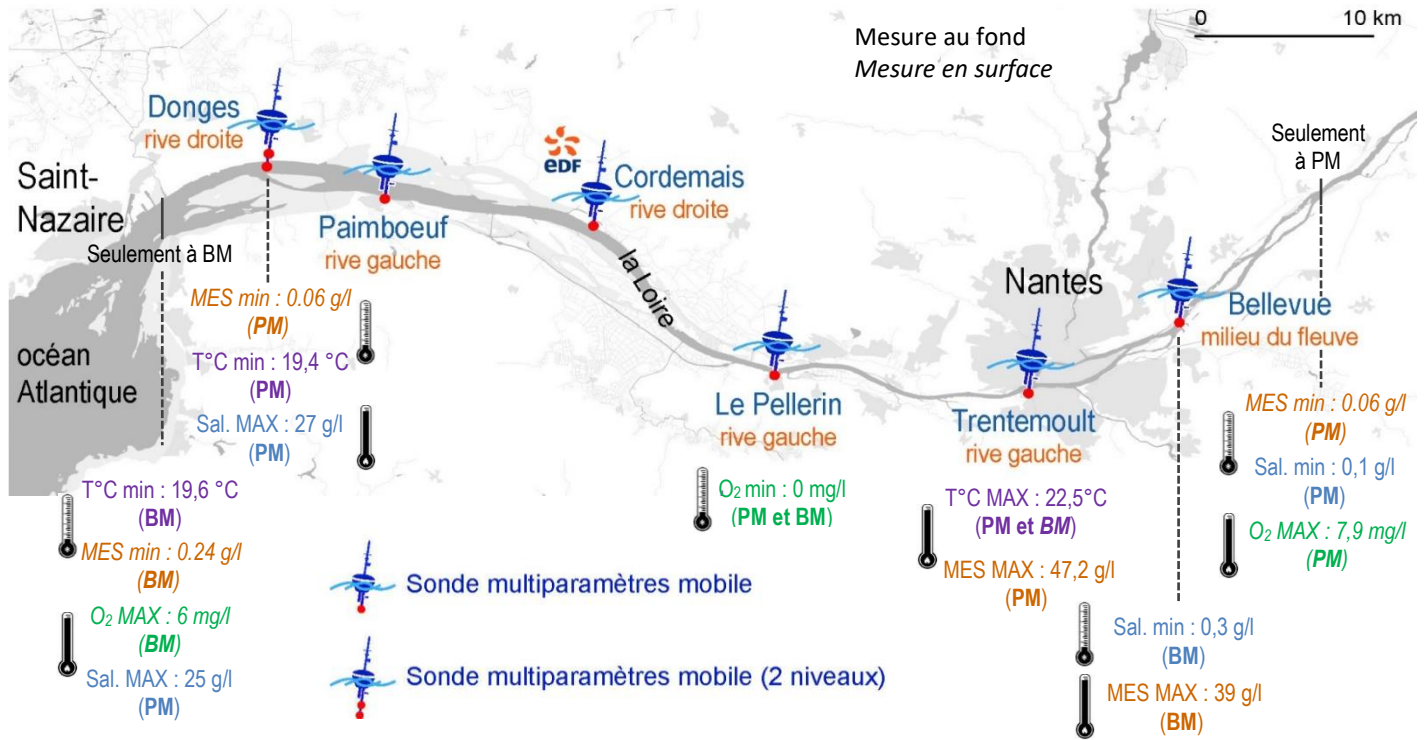 0 10 km
Mesure au fond
Mesure en surface
Donges
rive droite
eDF
Cordemais
rive droite
Seulement
à PM
Saint-
Nazaire
Seulement à BM
Paimboeuf
rive gauche
la Loire
Nantes
Bellevue
milieu du fleuve
océan
Atlantique
MES min : 0.06 g/l
(PM)
T°C min : 19,4 °C
(PM)
Sal. MAX : 27 g/l
(PM)
Le Pellerin
rive gauche
Trentemoult
rive gauche
MES min : 0.06 g/l
(PM)
Sal. min : 0,1 g/l
(PM)
O₂ MAX : 7,9 mg/l
(PM)
T°C min : 19,6 °C
(BM)
MES min : 0.24 g/l
(BM)
O₂ MAX : 6 mg/l
(BM)
Sal. MAX : 25 g/l
(PM)
O₂ min : 0 mg/l
(PM et BM)
T°C MAX : 22,5°C
(PM et BM)
MES MAX : 47,2 g/l
(PM)
Sal. min : 0,3 g/l
(BM)
MES MAX : 39 g/l
(BM)
Sonde multiparamètres mobile
Sonde multiparamètres mobile (2 niveaux)